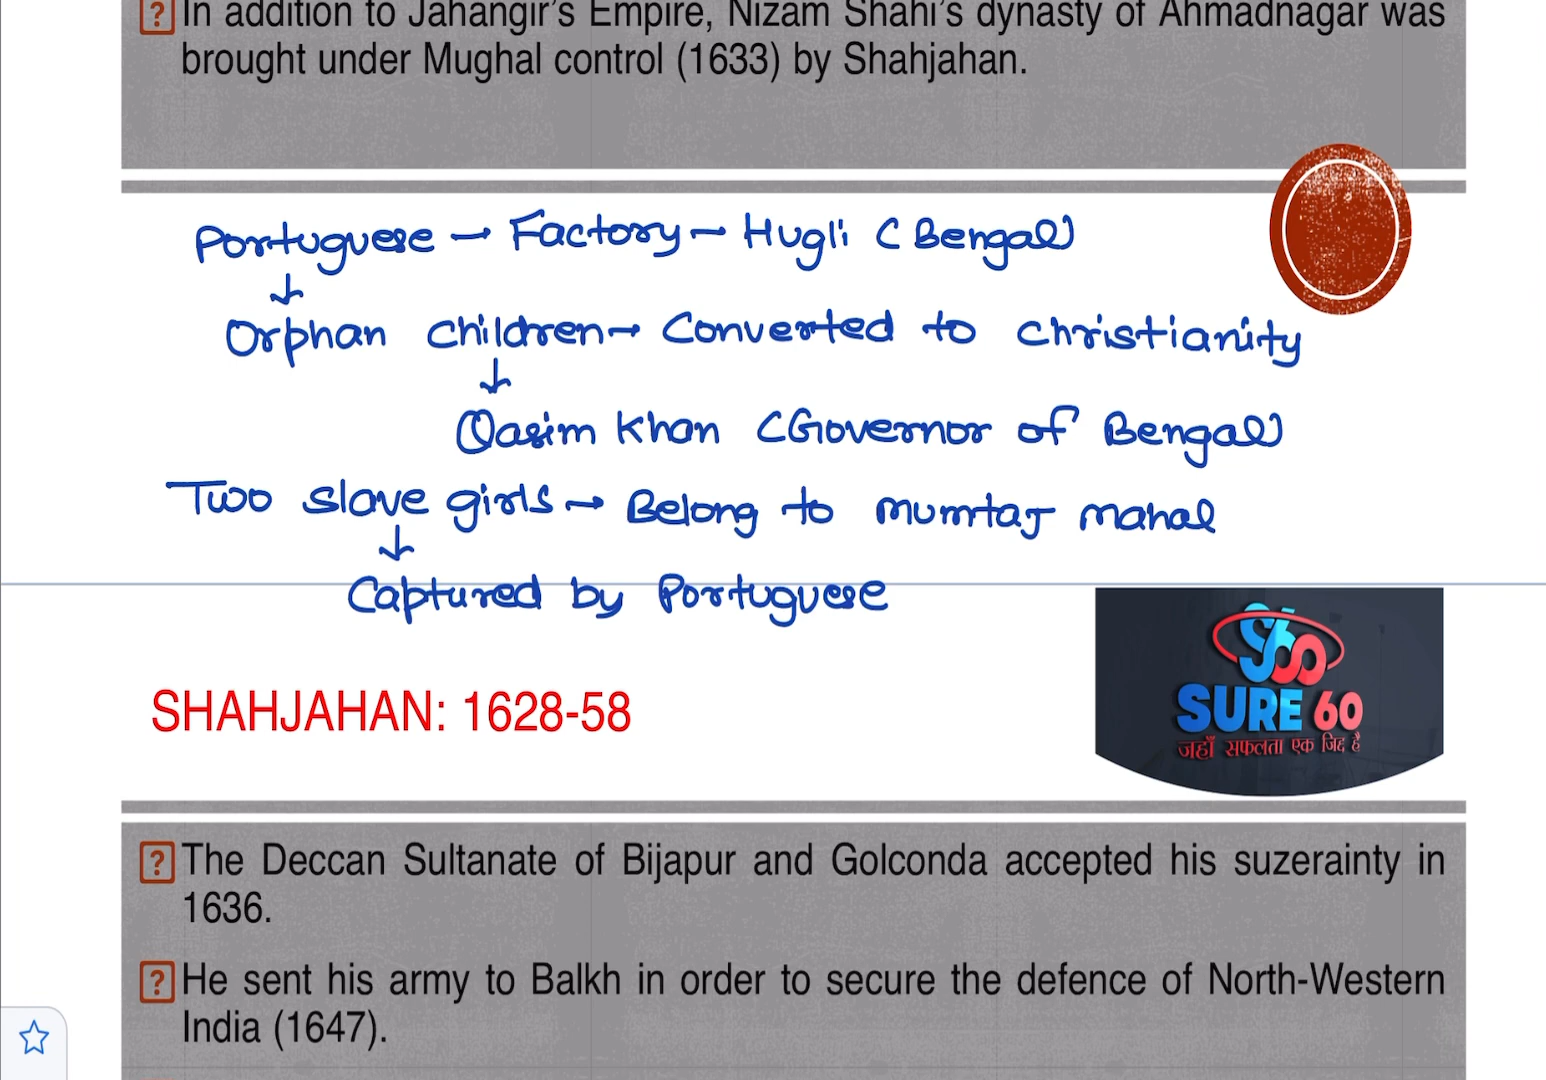 In addition to Jahangir's Empire, Nizam Shahi's dynasty of Ahmadnagar was
brought under Mughal control (1633) by Shahjahan.
Portuguese → Factory → Hugli (Bengal)
↓
Orphan children → Converted to christianity
↓
Qasim Khan (Governor of Bengal)
Two slave girls → Belong to mumtaj mahal
↓
Captured by Portuguese
S60
SURE 60
जहाँ सफलता एक जिद्द है
SHAHJAHAN: 1628-58
The Deccan Sultanate of Bijapur and Golconda accepted his suzerainty in
1636.
He sent his army to Balkh in order to secure the defence of North-Western
India (1647).